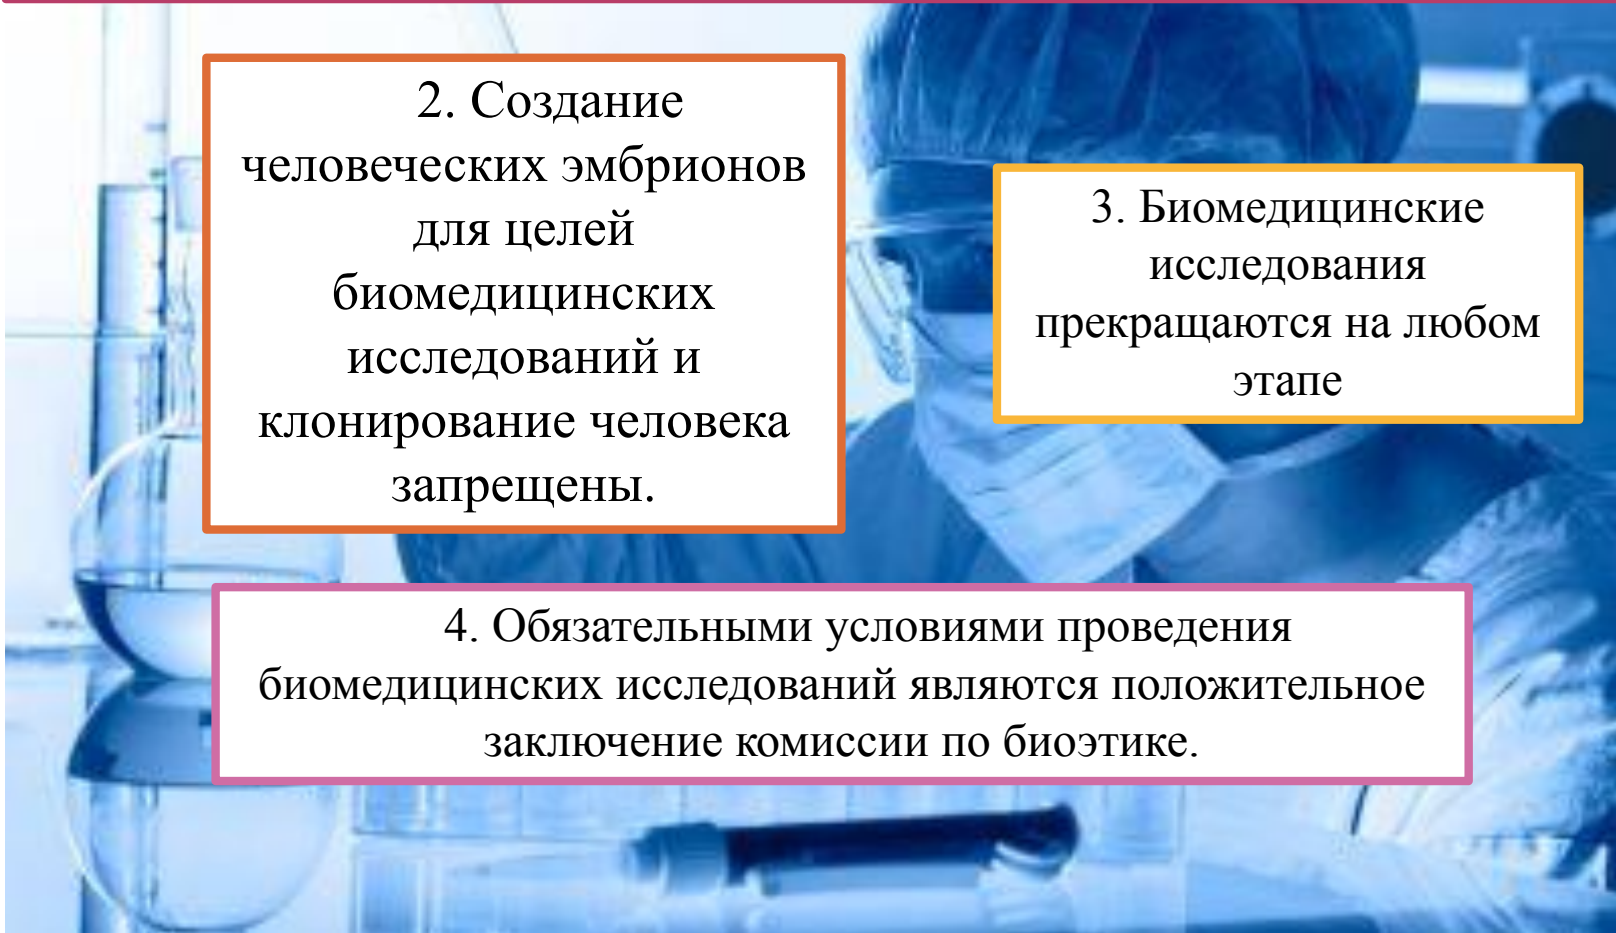 2. Создание
человеческих эмбрионов
для целей
биомедицинских
исследований и
клонирование человека
запрещены.
3. Биомедицинские
исследования
прекращаются на любом
этапе
4. Обязательными условиями проведения
биомедицинских исследований являются положительное
заключение комиссии по биоэтике.